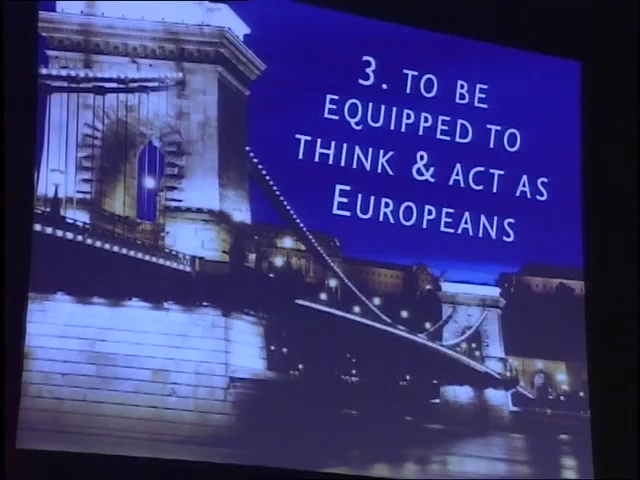 3. TO BE
EQUIPPED TO
THINK & ACT AS
EUROPEANS